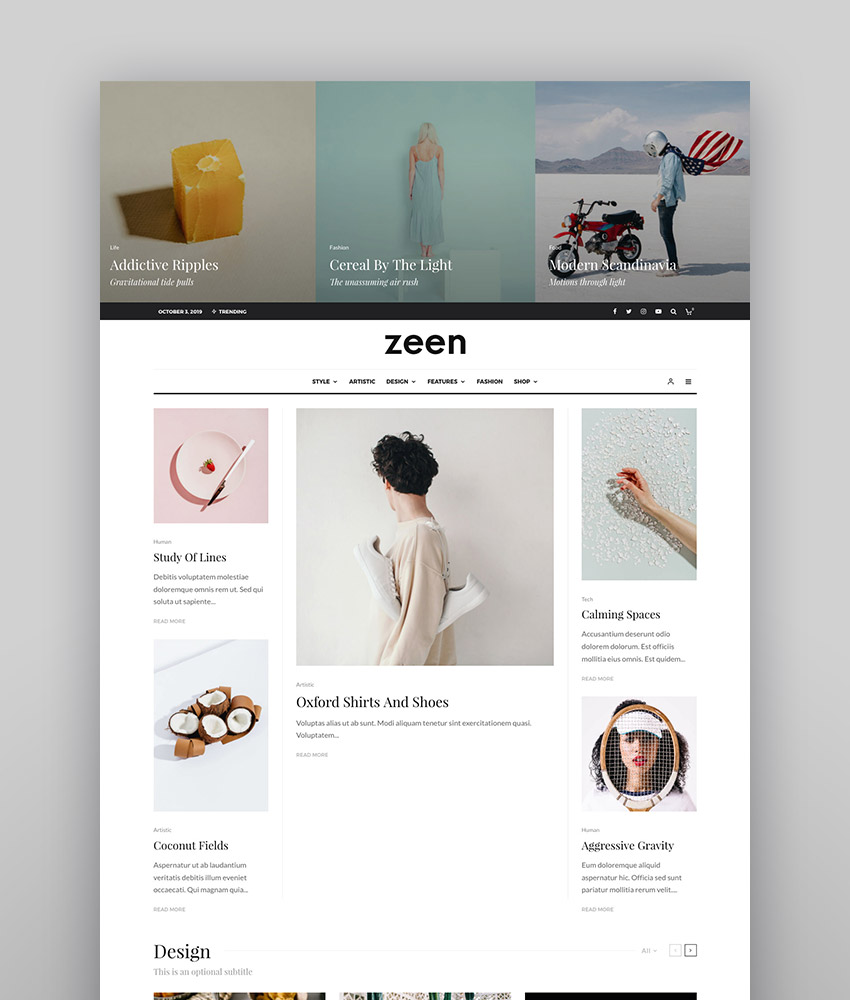 Life
Addictive Ripples
Gravitational tide pulls
Fashion
Cereal By The Light
The unassuming air rush
Food
Modern Scandinavia
Motions through light
OCTOBER 3, 2019 TRENDING
zeen
STYLE ARTISTIC DESIGN FEATURES FASHION SHOP
Human
Study Of Lines
Debitis voluptatem molestiae
doloremque omnis rem ut. Sed qui
soluta ut sapiente...
READ MORE
Artistic
Coconut Fields
Aspernatur ut ab laudantium
veritatis debitis illum eveniet
occaecati. Qui magnam quia...
READ MORE
Artistic
Oxford Shirts And Shoes
Voluptas alias ut ab sunt. Modi aliquam tenetur sint exercitationem quasi.
Voluptatem...
READ MORE
Tech
Calming Spaces
Accusantium deserunt odio
dolorem dolorum. Est officiis
mollitia eius omnis. Est quidem...
READ MORE
Human
Aggressive Gravity
Eum doloremque aliquid
aspernatur hic. Officia sed sunt
pariatur mollitia rerum velit....
READ MORE
Design
All
This is an optional subtitle